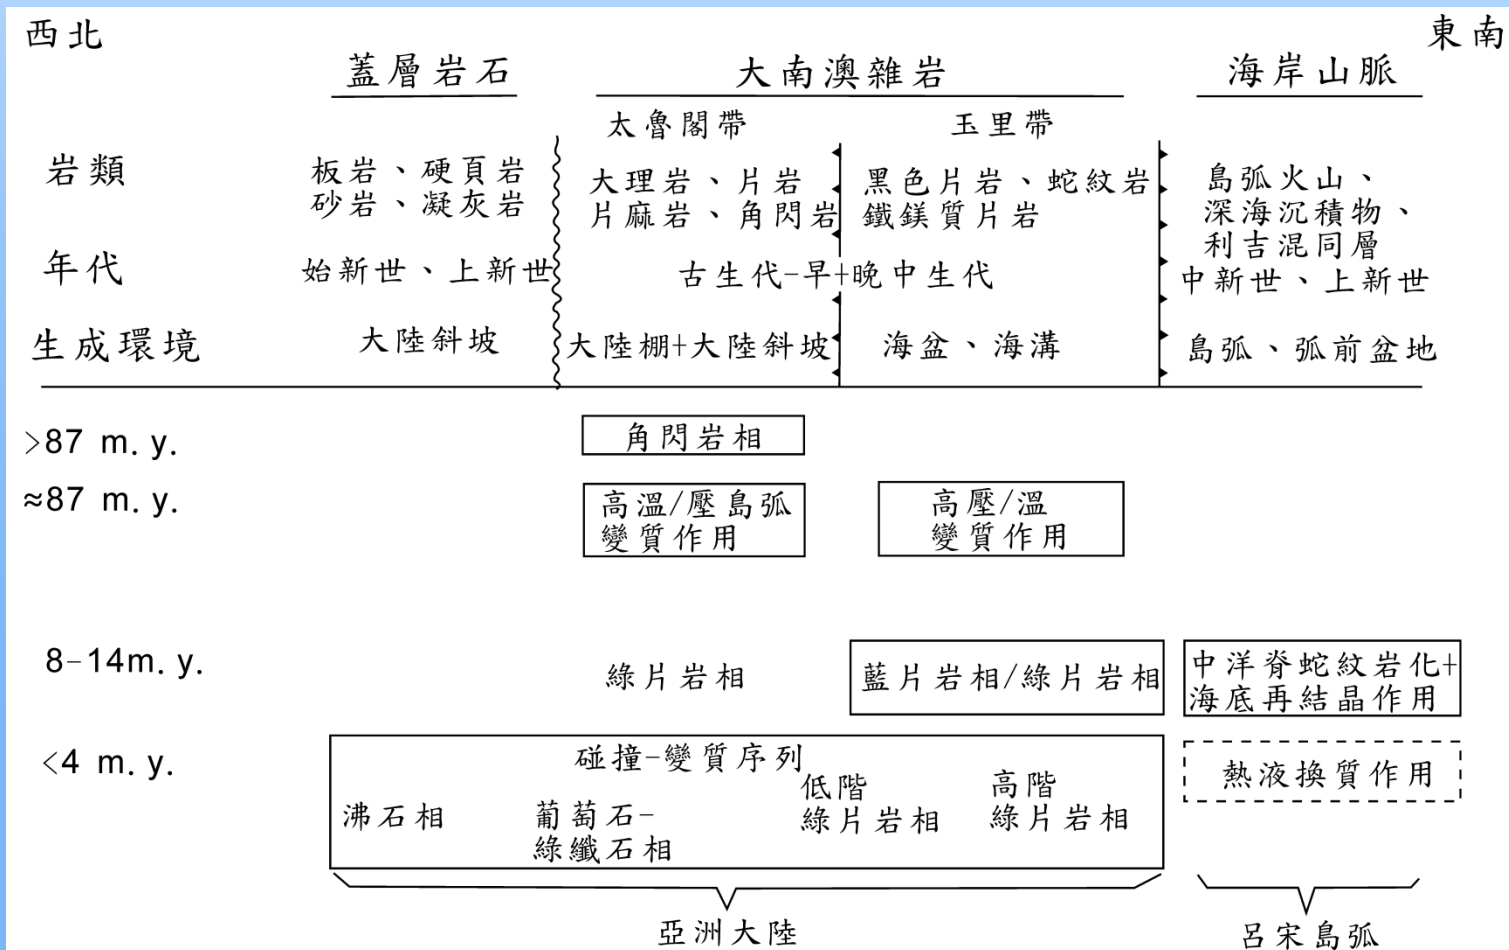 西北
東南
蓋層岩石
大南澳雜岩
海岸山脈
太魯閣帶
玉里帶
岩類
板岩、硬頁岩
砂岩、凝灰岩
大理岩、片岩
片麻岩、角閃岩
黑色片岩、蛇紋岩
鐵鎂質片岩
島弧火山、
深海沉積物、
利吉混同層
年代
始新世、上新世
古生代-早+晚中生代
中新世、上新世
生成環境
大陸斜坡
大陸棚+大陸斜坡
海盆、海溝
島弧、弧前盆地
>87 m.y.
角閃岩相
≈87 m.y.
高溫/壓島弧
變質作用
高壓/溫
變質作用
8-14m.y.
綠片岩相
藍片岩相/綠片岩相
中洋脊蛇紋岩化+
海底再結晶作用
<4 m.y.
碰撞-變質序列
沸石相
葡萄石-
綠纖石相
低階
綠片岩相
高階
綠片岩相
熱液換質作用
亞洲大陸
呂宋島弧